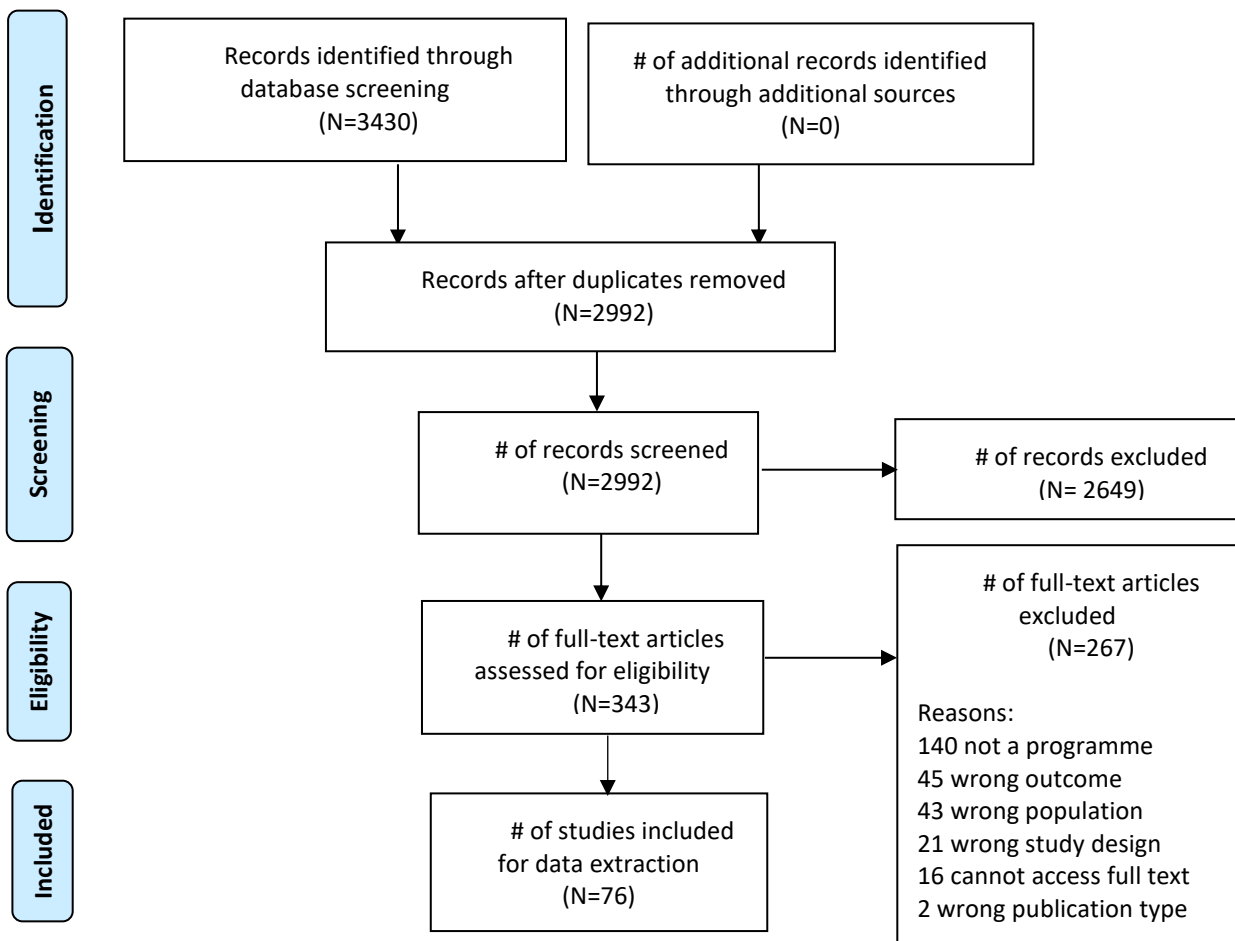 Identification
Records identified through
database screening
(N=3430)
# of additional records identified
through additional sources
(N=0)
Records after duplicates removed
(N=2992)
Screening
# of records screened
(N=2992)
# of records excluded
(N= 2649)
Eligibility
# of full-text articles
assessed for eligibility
(N=343)
# of full-text articles
excluded
(N=267)
Reasons:
140 not a programme
45 wrong outcome
43 wrong population
21 wrong study design
16 cannot access full text
2 wrong publication type
Included
# of studies included
for data extraction
(N=76)